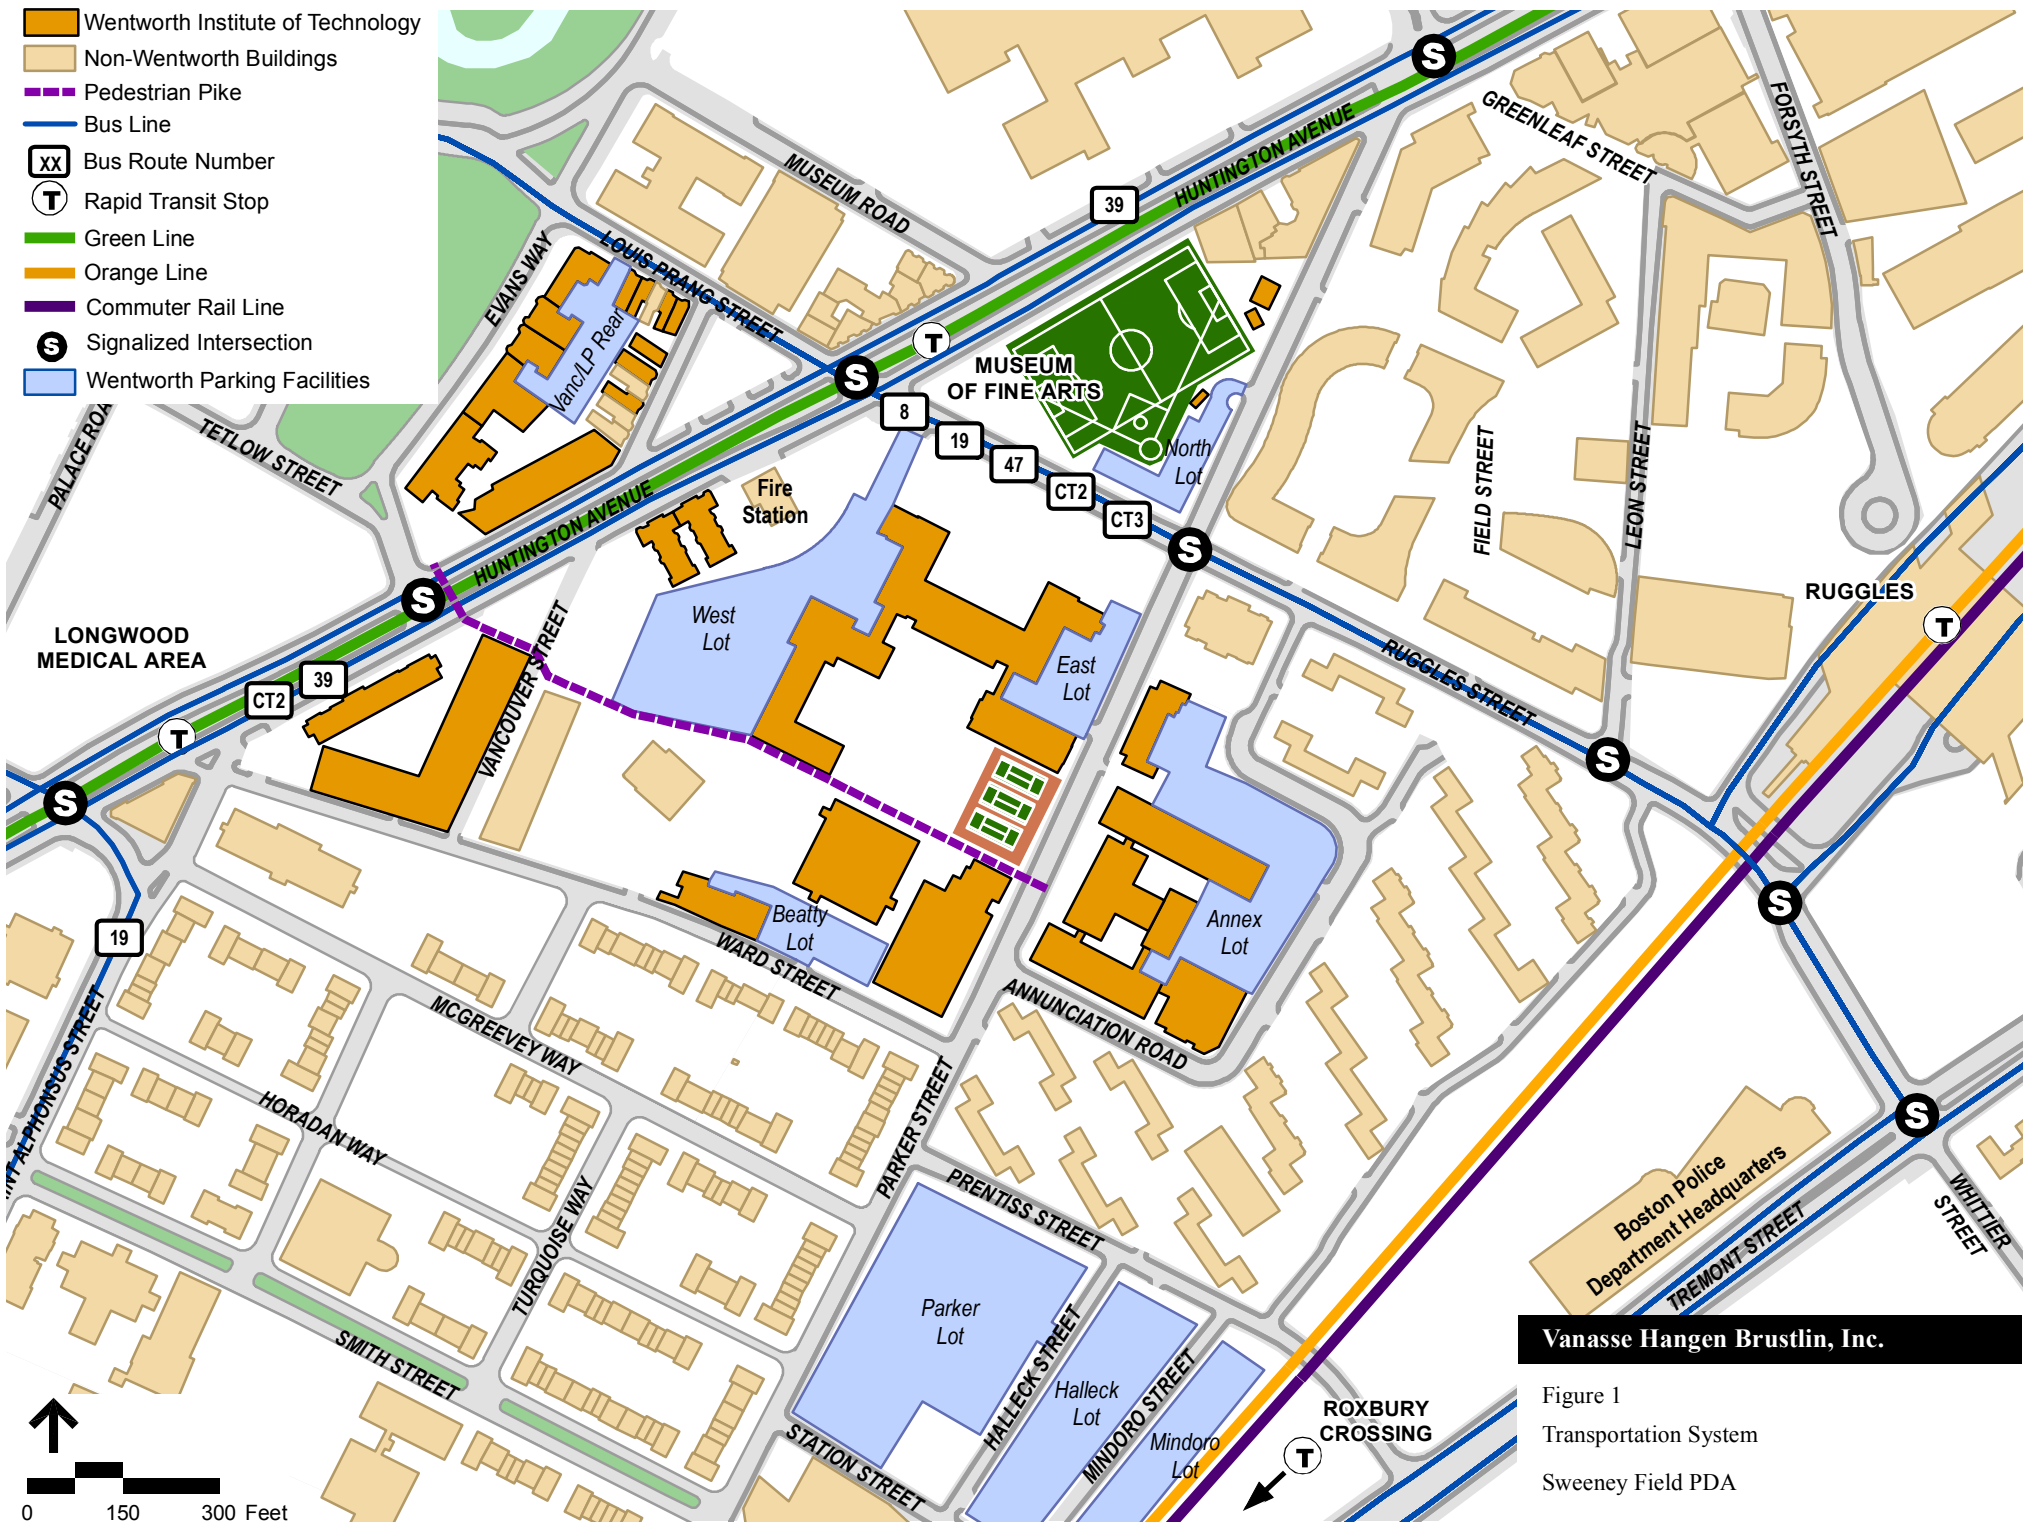 Wentworth Institute of Technology
Non-Wentworth Buildings
Pedestrian Pike
Bus Line
XX Bus Route Number
T Rapid Transit Stop
Green Line
Orange Line
Commuter Rail Line
S Signalized Intersection
Wentworth Parking Facilities
S
GREENLEAF STREET
FORSYTH STREET
HUNTINGTON AVENUE
MUSEUM ROAD
39
LOUIS PRANG STREET
EVANS WAY
Vanc/LP Rear
T
MUSEUM
OF FINE ARTS
S
8
19
47
CT2
CT3
North
Lot
S
PALACE ROA
TETLOW STREET
FIELD STREET
LEON STREET
HUNTINGTON AVENUE
Fire
Station
S
LONGWOOD
MEDICAL AREA
VANCOUVER STREET
West
Lot
East
Lot
RUGGLES
T
RUGGLES STREET
39
CT2
T
S
S
S
19
Beatty
Lot
WARD STREET
Annex
Lot
ANNUNCIATION ROAD
INT ALPHONSUS STREET
MCGREEVEY WAY
HORADAN WAY
PARKER STREET
S
TURQUOISE WAY
PRENTISS STREET
Boston Police
Department Headquarters
TREMONT STREET
WHITTIER
STREET
SMITH STREET
Parker
Lot
HALLECK STREET
Halleck
Lot
MINDORO STREET
Mindoro
Lot
STATION STREET
ROXBURY
CROSSING
T
0 150 300 Feet
Vanasse Hangen Brustlin, Inc.
Figure 1
Transportation System
Sweeney Field PDA